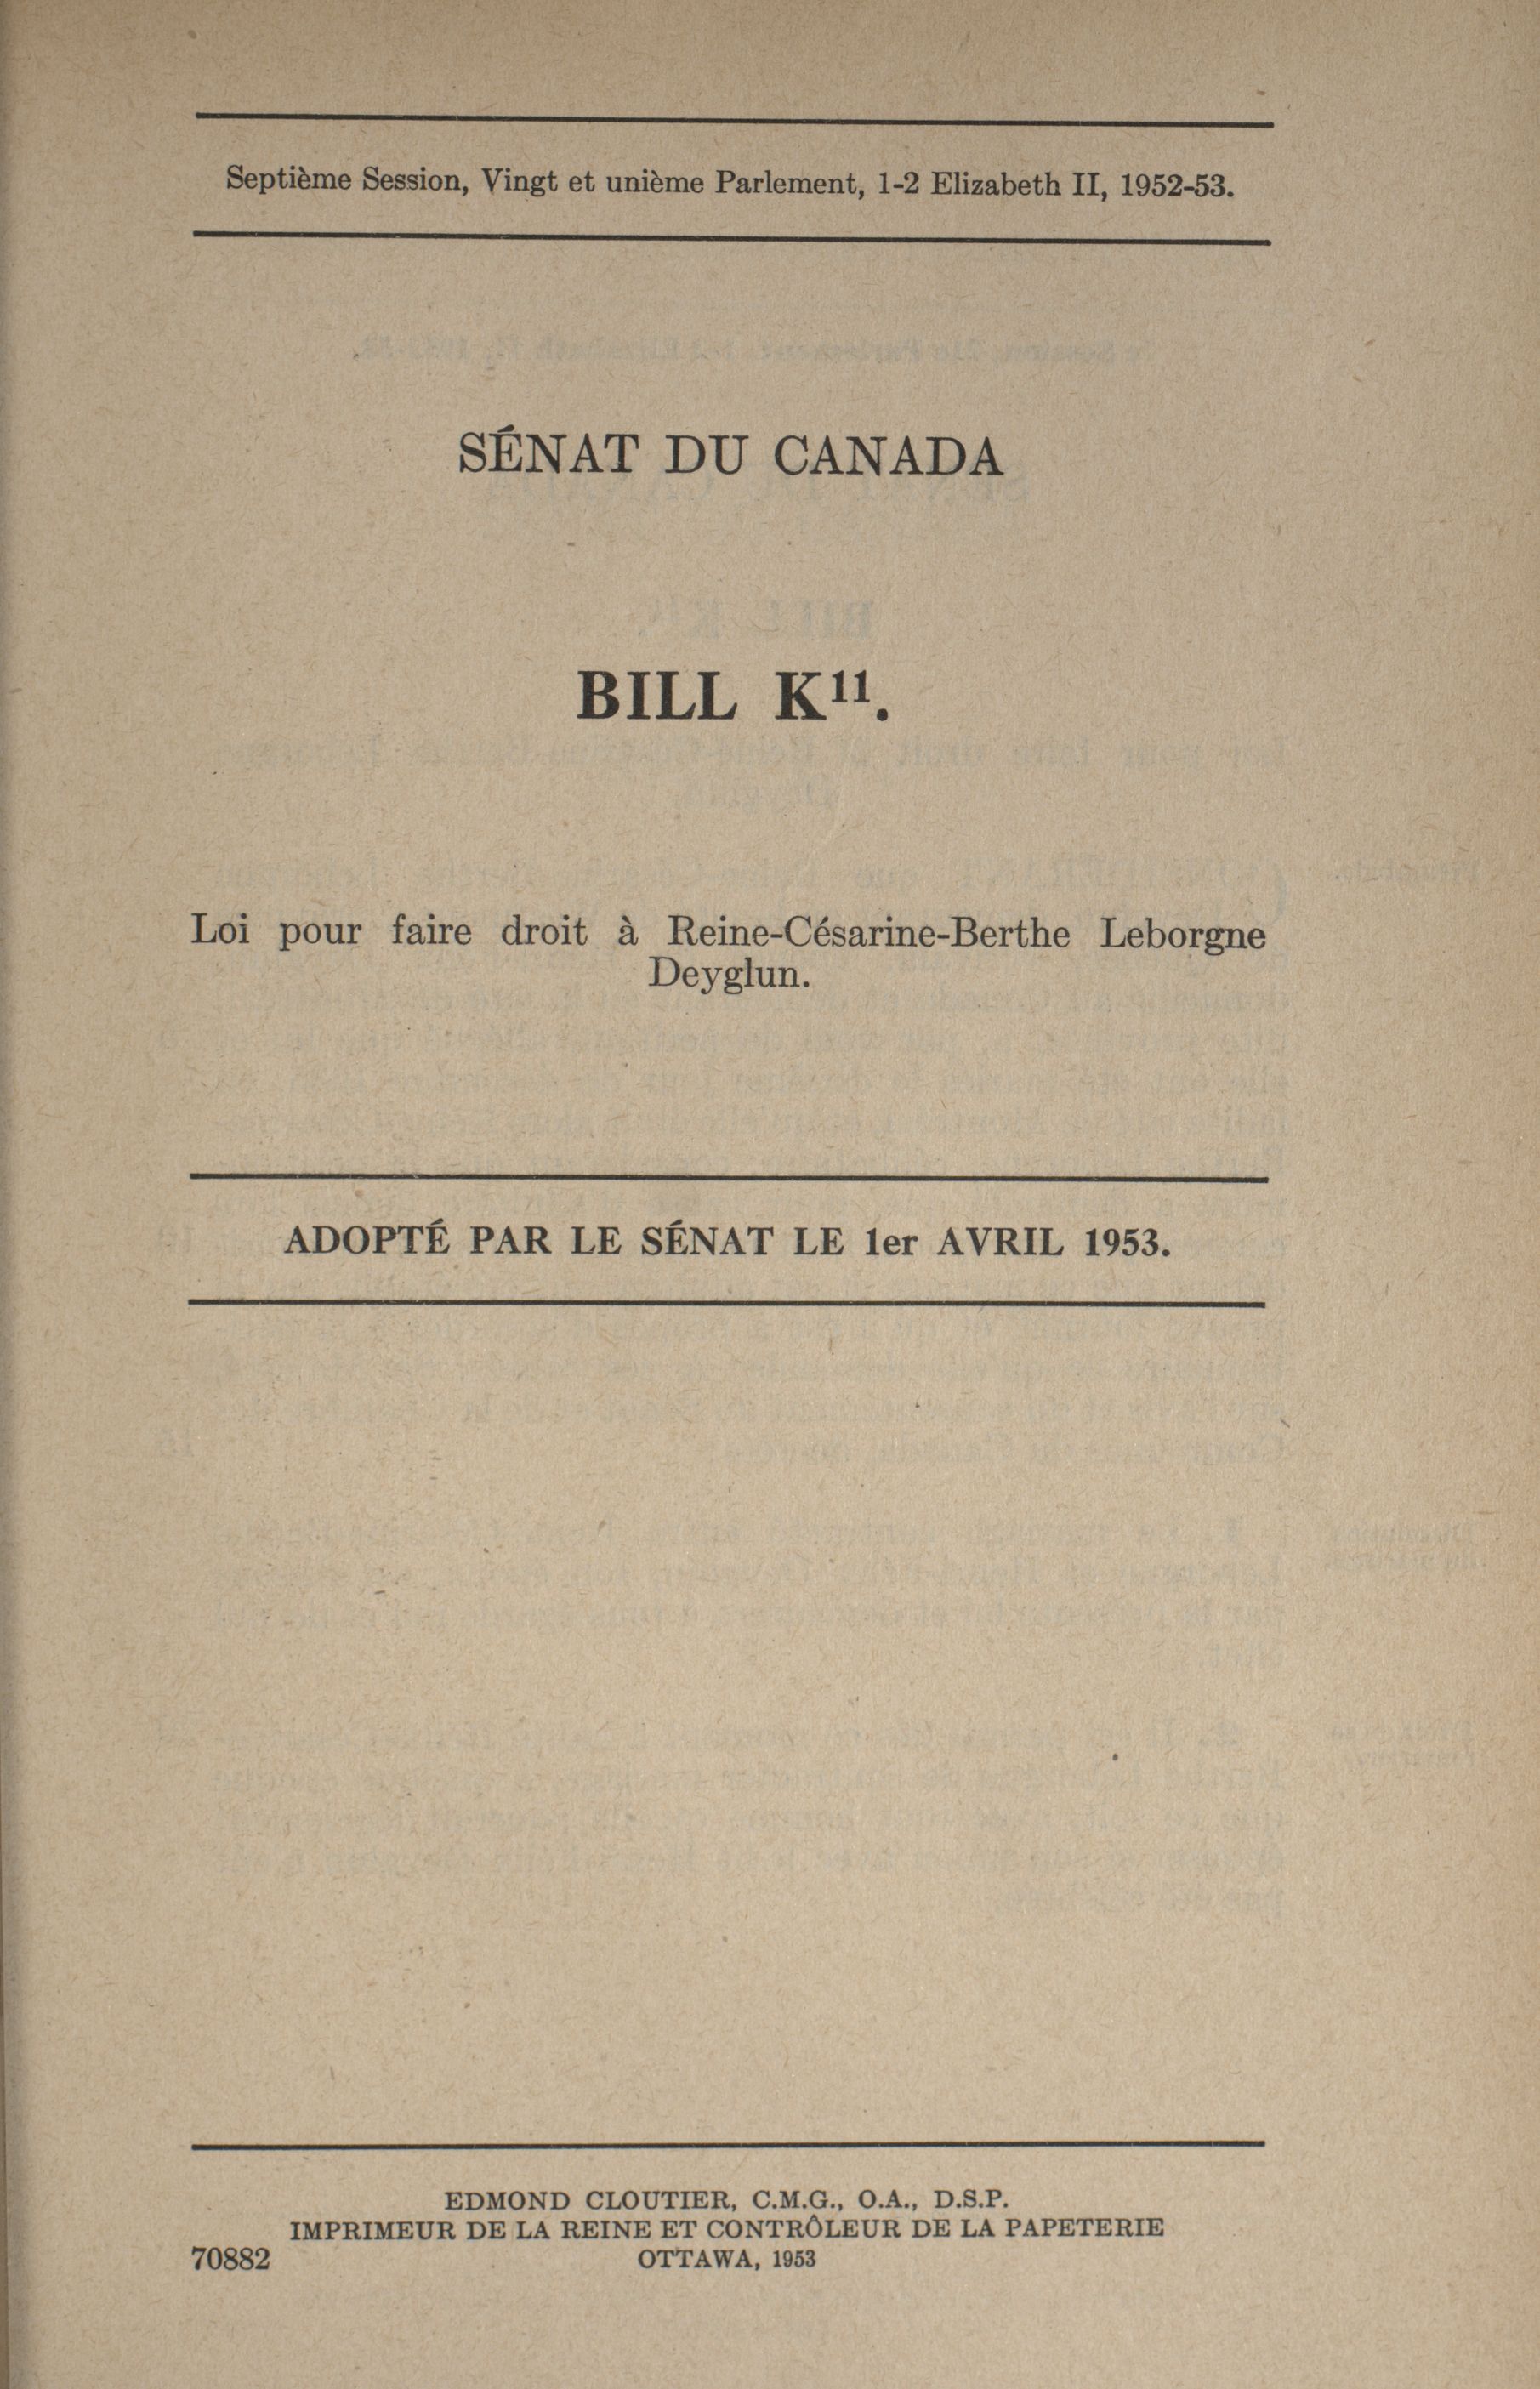 Septième Session, Vingt et unième Parlement, 1-2 Elizabeth II, 1952-53.
SÉNAT DU CANADA
BILL K¹¹.
Loi pour faire droit à Reine-Césarine-Berthe Leborgne
Deyglun.
ADOPTÉ PAR LE SÉNAT LE 1er AVRIL 1953.
EDMOND CLOUTIER, C.M.G., O.A., D.S.P.
IMPRIMEUR DE LA REINE ET CONTRÔLEUR DE LA PAPETERIE
70882 OTTAWA, 1953